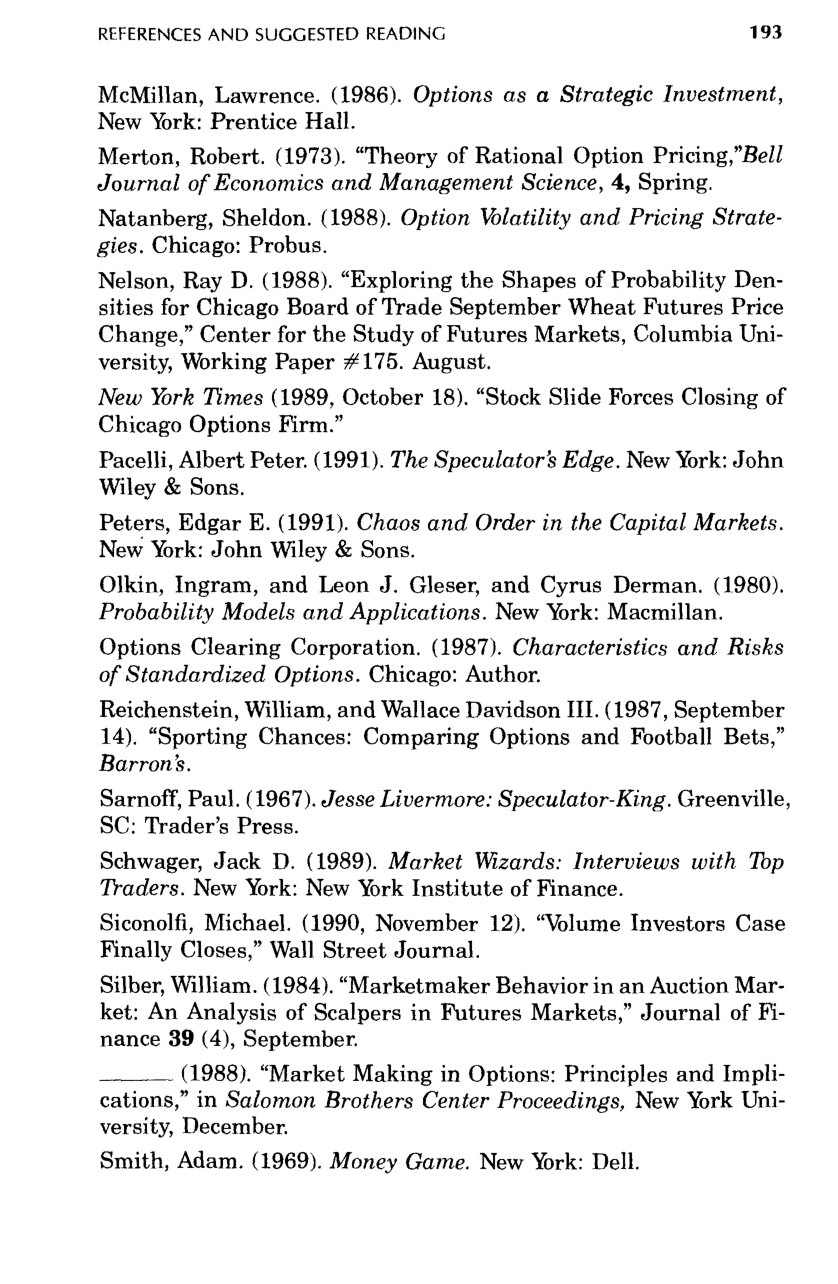 REFERENCES AND SUGGESTED READING 193
McMillan, Lawrence. (1986). Options as a Strategic Investment,
New York: Prentice Hall.
Merton, Robert. (1973). “Theory of Rational Option Pricing,”Bell
Journal of Economics and Management Science, 4, Spring.
Natanberg, Sheldon. (1988). Option Volatility and Pricing Strate-
gies. Chicago: Probus.
Nelson, Ray D. (1988). “Exploring the Shapes of Probability Den-
sities for Chicago Board of Trade September Wheat Futures Price
Change,” Center for the Study of Futures Markets, Columbia Uni-
versity, Working Paper #175. August.
New York Times (1989, October 18). “Stock Slide Forces Closing of
Chicago Options Firm.”
Pacelli, Albert Peter. (1991). The Speculator's Edge. New York: John
Wiley & Sons.
Peters, Edgar E. (1991). Chaos and Order in the Capital Markets.
New York: John Wiley & Sons.
Olkin, Ingram, and Leon J. Gleser, and Cyrus Derman. (1980).
Probability Models and Applications. New York: Macmillan.
Options Clearing Corporation. (1987). Characteristics and Risks
of Standardized Options. Chicago: Author.
Reichenstein, William, and Wallace Davidson III. (1987, September
14). “Sporting Chances: Comparing Options and Football Bets,”
Barron's.
Sarnoff, Paul. (1967). Jesse Livermore: Speculator-King. Greenville,
SC: Trader's Press.
Schwager, Jack D. (1989). Market Wizards: Interviews with Top
Traders. New York: New York Institute of Finance.
Siconolfi, Michael. (1990, November 12). “Volume Investors Case
Finally Closes,” Wall Street Journal.
Silber, William. (1984). “Marketmaker Behavior in an Auction Mar-
ket: An Analysis of Scalpers in Futures Markets,” Journal of Fi-
nance 39 (4), September.
______ (1988). “Market Making in Options: Principles and Impli-
cations,” in Salomon Brothers Center Proceedings, New York Uni-
versity, December.
Smith, Adam. (1969). Money Game. New York: Dell.